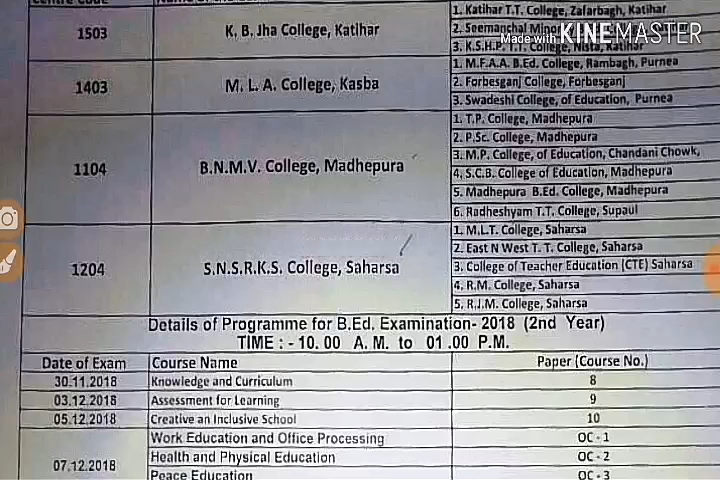 1503
K. B. Jha College, Katihar
1. Katihar T.T. College, Zafarbagh, Katihar
2. Seemanchal
3. K.S.H.P. T.T. College, Nista, Katihar
Made with KINEMASTER
1403
M. L. A. College, Kasba
1. M.F.A.A. B.Ed. College, Rambagh, Purnea
2. Forbesganj College, Forbesganj
3. Swadeshi College, of Education, Purnea
1104
B.N.M.V. College, Madhepura
1. T.P. College, Madhepura
2. P.Sc. College, Madhepura
3. M.P. College, of Education, Chandani Chowk,
4. S.C.B. College of Education, Madhepura
5. Madhepura B.Ed. College, Madhepura
6. Radheshyam T.T. College, Supaul
1204
S.N.S.R.K.S. College, Saharsa
1. M.L.T. College, Saharsa
2. East N West T. T. College, Saharsa
3. College of Teacher Education (CTE) Saharsa
4. R.M. College, Saharsa
5. R.J.M. College, Saharsa
Details of Programme for B.Ed. Examination- 2018 (2nd Year)
TIME : - 10. 00 A. M. to 01 .00 P.M.
Date of Exam Course Name Paper (Course No.)
30.11.2018 Knowledge and Curriculum 8
03.12.2018 Assessment for Learning 9
05.12.2018 Creative an Inclusive School 10
07.12.2018
Work Education and Office Processing OC - 1
Health and Physical Education OC - 2
Peace Education OC - 3